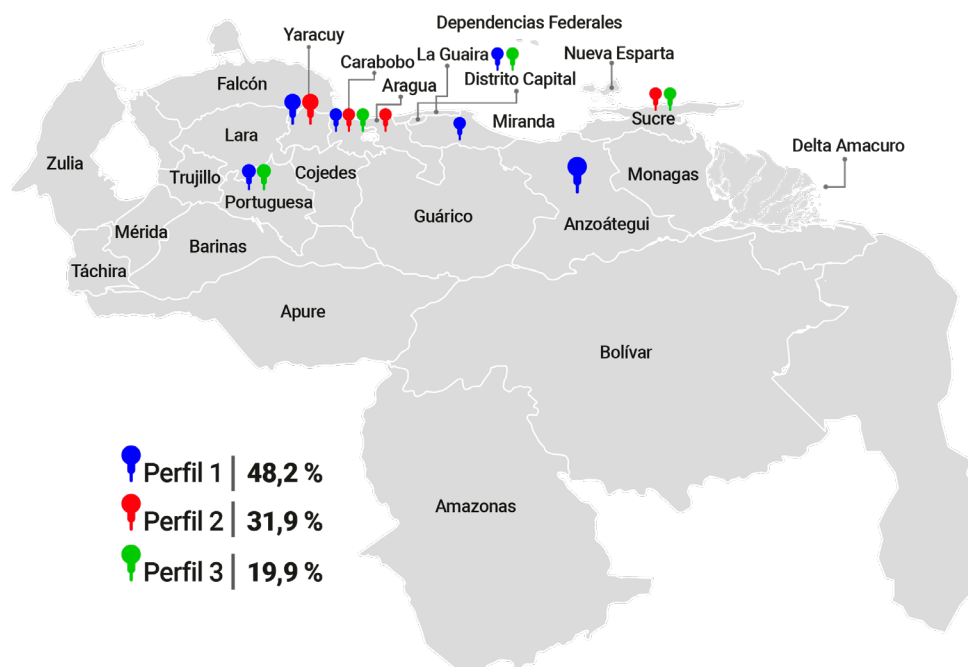 Dependencias Federales
Yaracuy
La Guaira
Nueva Esparta
Carabobo
Distrito Capital
Aragua
Falcón
Miranda
Sucre
Lara
Delta Amacuro
Zulia
Trujillo
Cojedes
Monagas
Portuguesa
Guárico
Anzoátegui
Mérida
Barinas
Táchira
Apure
Bolívar
Perfil 1 | 48,2 %
Amazonas
Perfil 2 | 31,9 %
Perfil 3 | 19,9 %